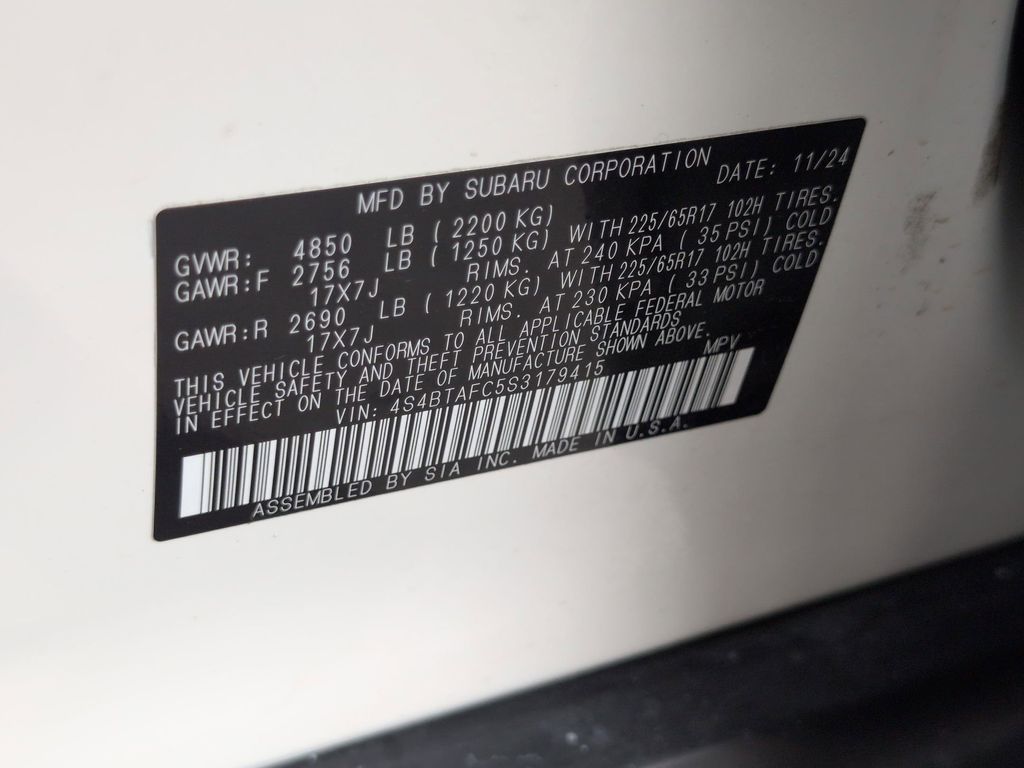 MFD BY SUBARU CORPORATION DATE: 11/24
GVWR: 4850 LB ( 2200 KG)
GAWR:F 2756 LB ( 1250 KG) WITH 225/65R17 102H TIRES.
17X7J RIMS. AT 240 KPA ( 35 PSI) COLD
GAWR:R 2690 LB ( 1220 KG) WITH 225/65R17 102H TIRES.
17X7J RIMS. AT 230 KPA ( 33 PSI) COLD
THIS VEHICLE CONFORMS TO ALL APPLICABLE FEDERAL MOTOR
VEHICLE SAFETY AND THEFT PREVENTION STANDARDS
IN EFFECT ON THE DATE OF MANUFACTURE SHOWN ABOVE.
VIN: 4S4BTAFC5S3179415 MPV
ASSEMBLED BY SIA INC. MADE IN U.S.A.